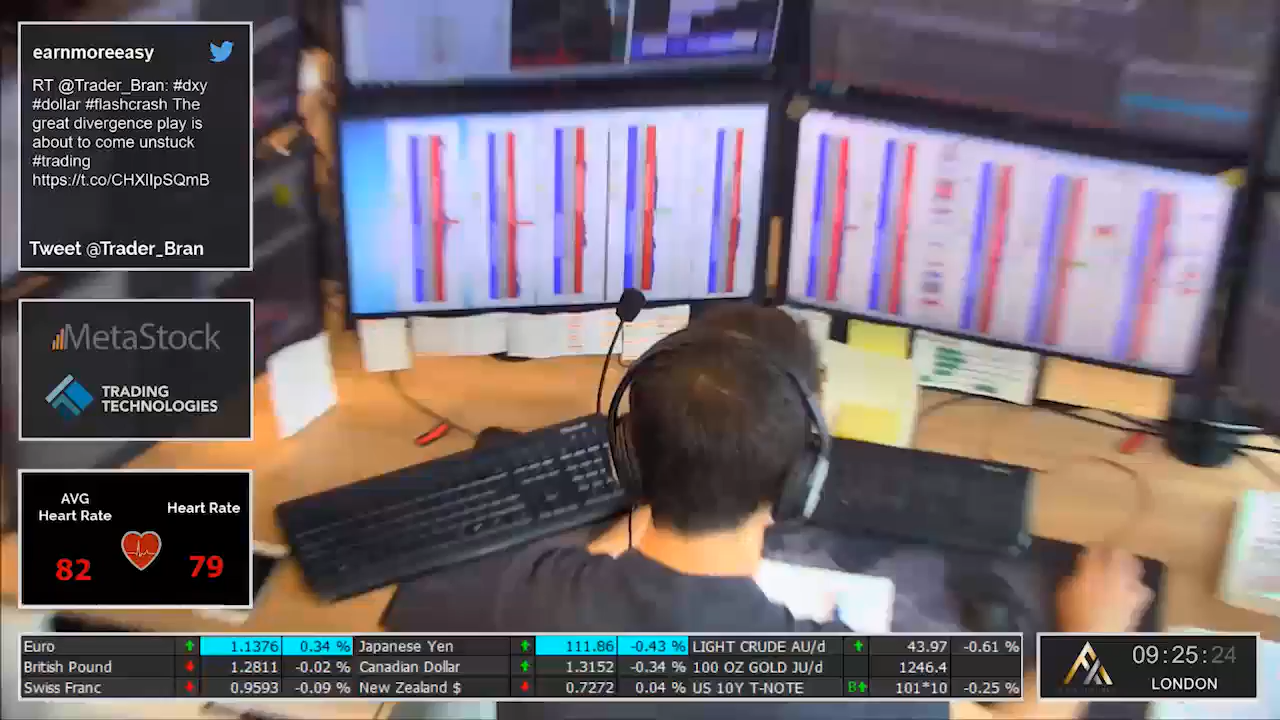 earnmoreeasy
RT @Trader_Bran: #dxy
#dollar #flashcrash The
great divergence play is
about to come unstuck
#trading
https://t.co/CHXlIpSQmB
Tweet @Trader_Bran
MetaStock
TRADING
TECHNOLOGIES
AVG
Heart Rate
Heart Rate
82
79
Euro 1.1376 0.34 % Japanese Yen 111.86 -0.43 % LIGHT CRUDE AU/d 43.97 -0.61 %
British Pound 1.2811 -0.02 % Canadian Dollar 1.3152 -0.34 % 100 OZ GOLD JU/d 1246.4
Swiss Franc 0.9593 -0.09 % New Zealand $ 0.7272 0.04 % US 10Y T-NOTE B 101*10 -0.25 %
09:25:24
LONDON